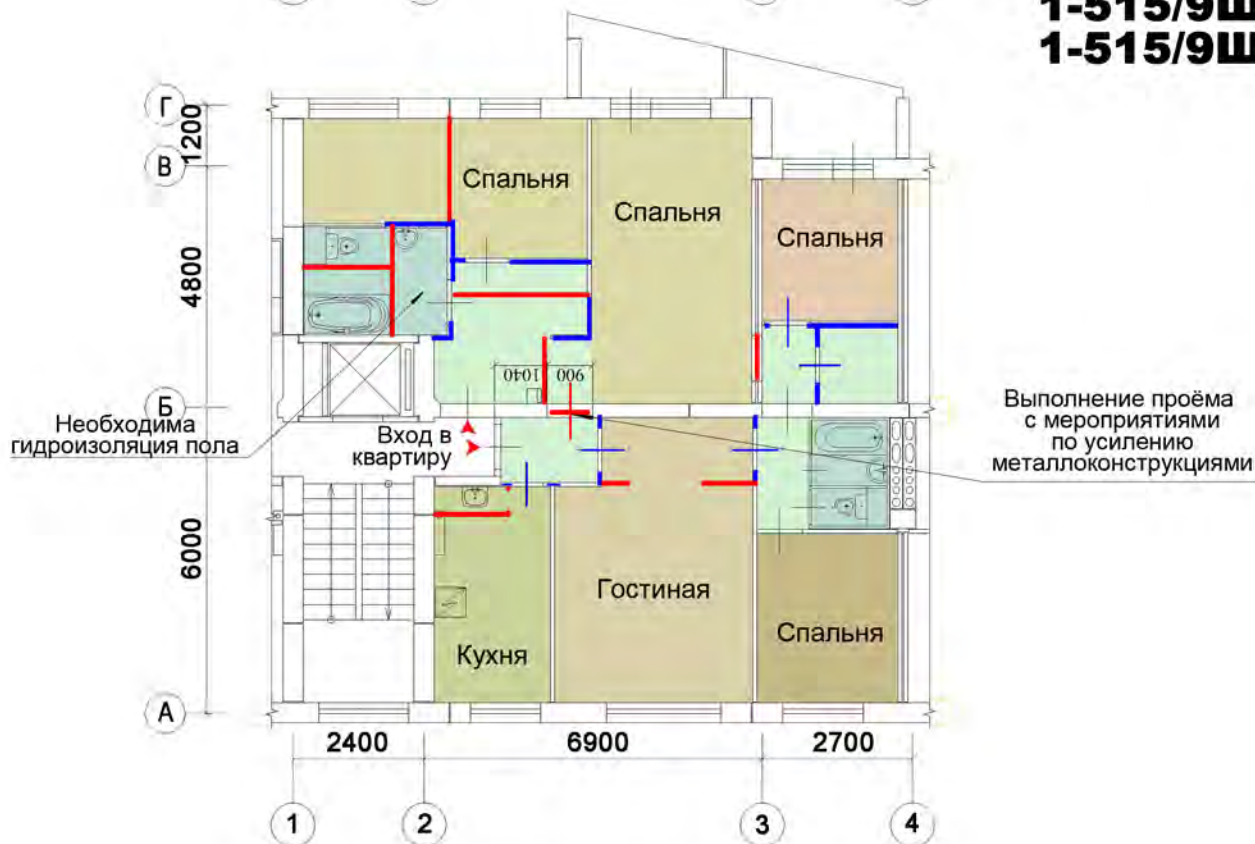 1-515/9Ш
1-515/9Ш
Г
1200
В
Спальня
Спальня
Спальня
4800
1040
900
Б
Необходима
гидроизоляция пола
Вход в
квартиру
Выполнение проёма
с мероприятиями
по усилению
металлоконструкциями
6000
Гостиная
Спальня
Кухня
А
2400
6900
2700
1
2
3
4